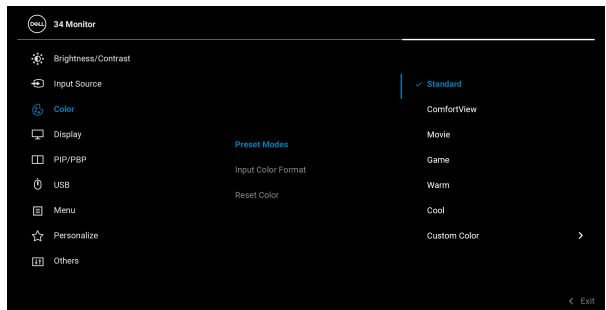 DELL
34 Monitor
Brightness/Contrast
Input Source
Color
Display
PIP/PBP
USB
Menu
Personalize
Others
Preset Modes
Input Color Format
Reset Color
Standard
ComfortView
Movie
Game
Warm
Cool
Custom Color
Exit